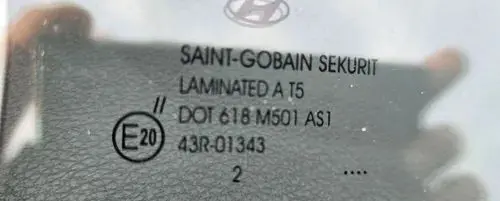 SAINT-GOBAIN SEKURIT
LAMINATED A T5
//
DOT 618 M501 AS1
E20
43R-01343
2 ....